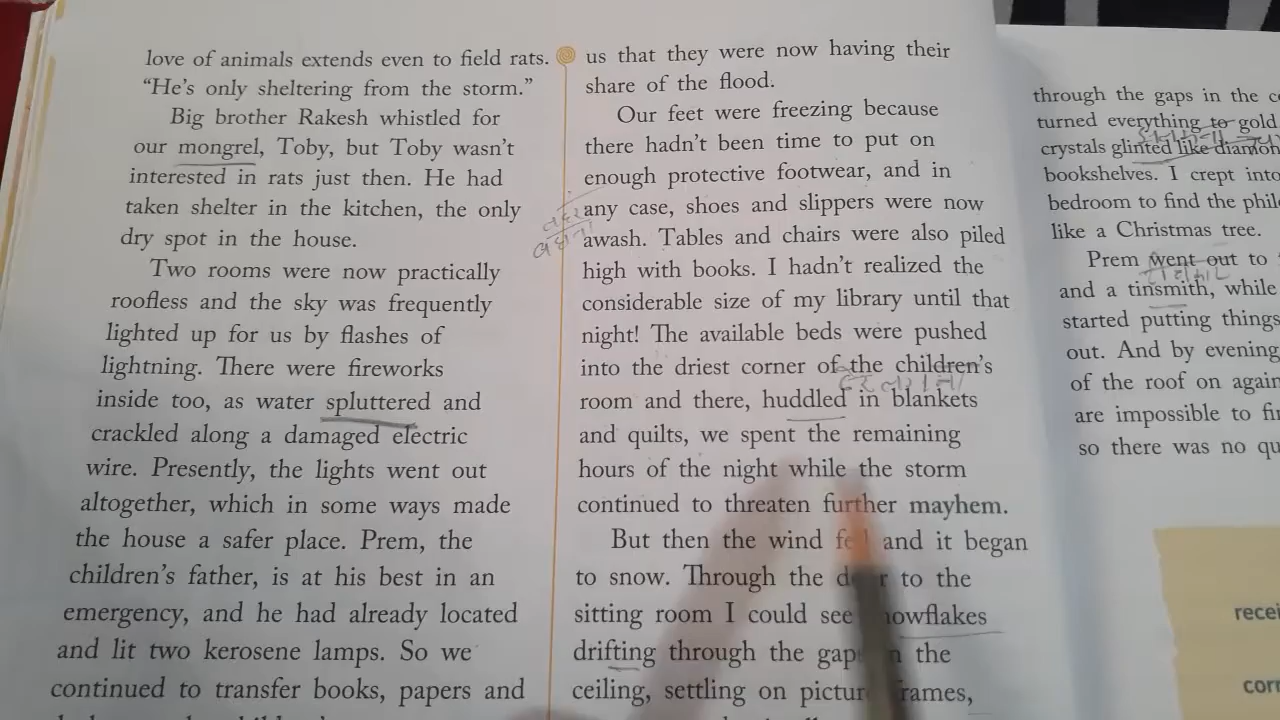 love of animals extends even to field rats.
“He’s only sheltering from the storm.”
Big brother Rakesh whistled for
our mongrel, Toby, but Toby wasn’t
interested in rats just then. He had
taken shelter in the kitchen, the only
dry spot in the house.
Two rooms were now practically
roofless and the sky was frequently
lighted up for us by flashes of
lightning. There were fireworks
inside too, as water spluttered and
crackled along a damaged electric
wire. Presently, the lights went out
altogether, which in some ways made
the house a safer place. Prem, the
children’s father, is at his best in an
emergency, and he had already located
and lit two kerosene lamps. So we
continued to transfer books, papers and
us that they were now having their
share of the flood.
Our feet were freezing because
there hadn’t been time to put on
enough protective footwear, and in
any case, shoes and slippers were now
awash. Tables and chairs were also piled
high with books. I hadn’t realized the
considerable size of my library until that
night! The available beds were pushed
into the driest corner of the children’s
room and there, huddled in blankets
and quilts, we spent the remaining
hours of the night while the storm
continued to threaten further mayhem.
But then the wind and it began
to snow. Through the to the
sitting room I could see
drifting through the the
ceiling, settling on
through the gaps in the
turned everything to gold
crystals glinted like
bookshelves. I crept into
bedroom to find the
like a Christmas tree.
Prem went out to
and a tinsmith, while
started putting things
out. And by evening
of the roof on again
are impossible to
so there was no